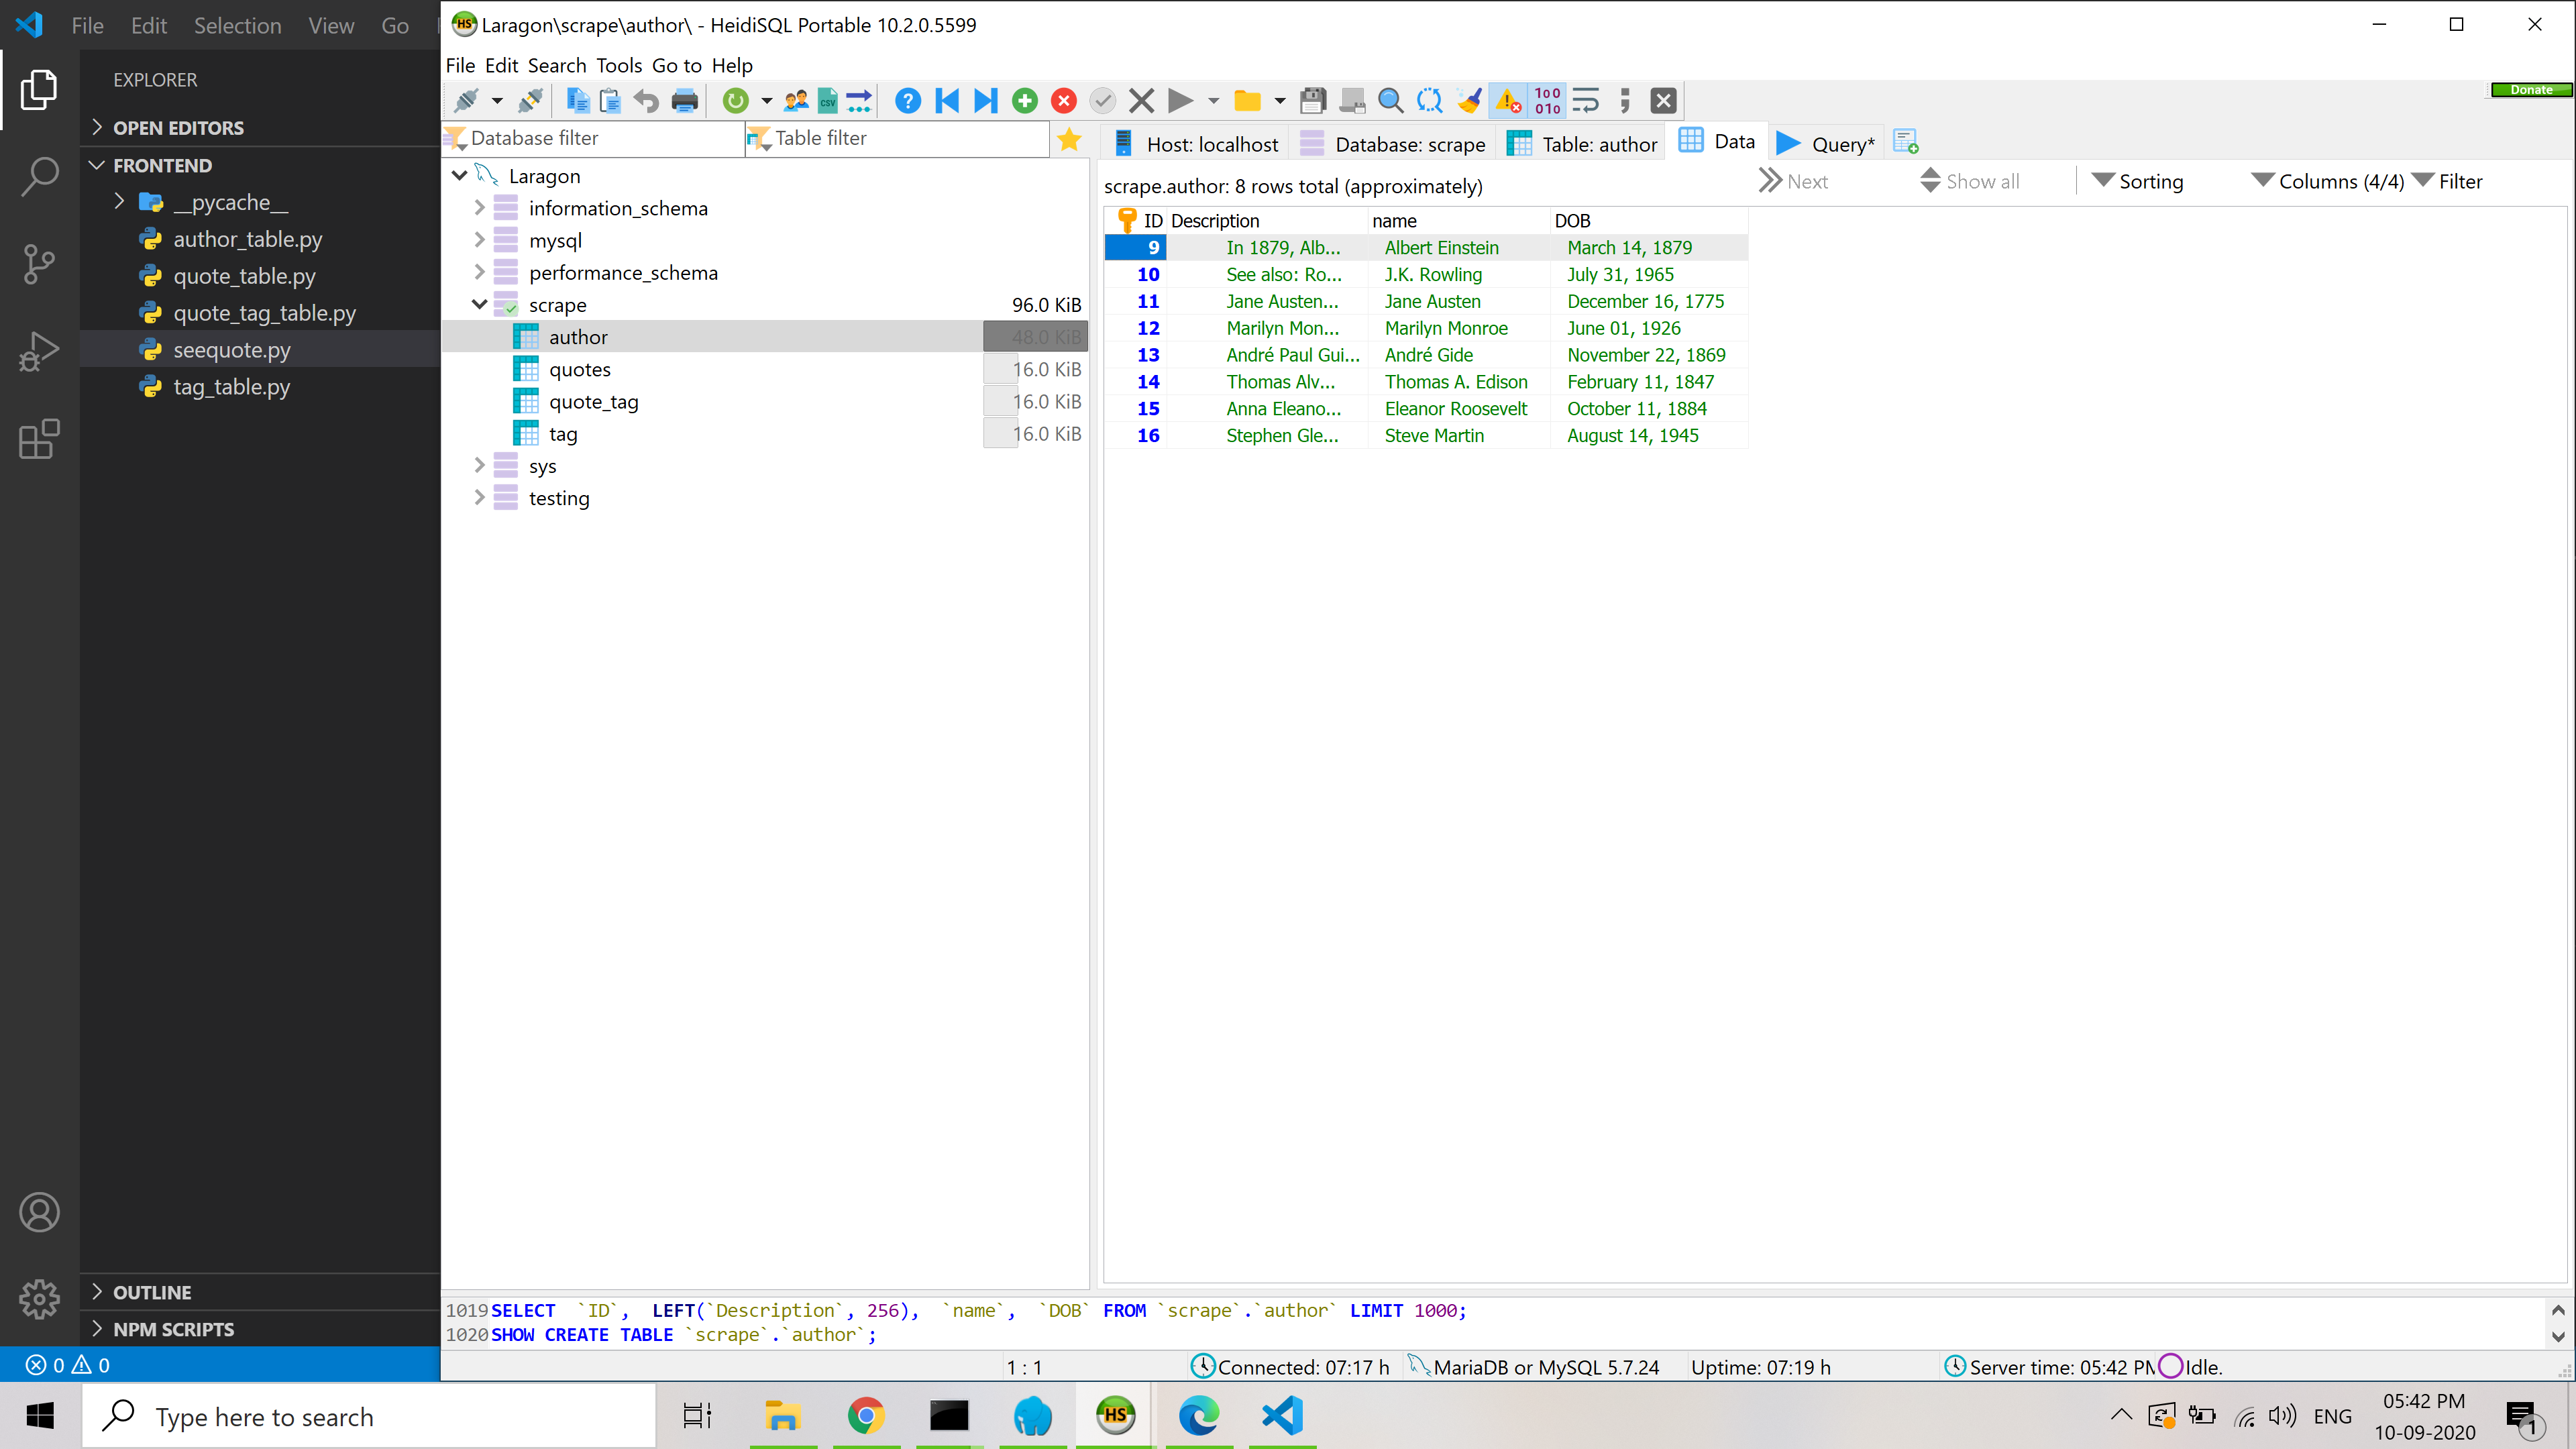 File Edit Selection View Go
EXPLORER
OPEN EDITORS
FRONTEND
__pycache__
author_table.py
quote_table.py
quote_tag_table.py
seequote.py
tag_table.py
OUTLINE
NPM SCRIPTS
0 0
HS Laragon\scrape\author\ - HeidiSQL Portable 10.2.0.5599
File Edit Search Tools Go to Help
Donate
Database filter Table filter
Laragon
information_schema
mysql
performance_schema
scrape 96.0 KiB
author 48.0 KiB
quotes 16.0 KiB
quote_tag 16.0 KiB
tag 16.0 KiB
sys
testing
Host: localhost Database: scrape Table: author Data Query*
scrape.author: 8 rows total (approximately) Next Show all Sorting Columns (4/4) Filter
ID Description name DOB
9 In 1879, Alb... Albert Einstein March 14, 1879
10 See also: Ro... J.K. Rowling July 31, 1965
11 Jane Austen... Jane Austen December 16, 1775
12 Marilyn Mon... Marilyn Monroe June 01, 1926
13 André Paul Gui... André Gide November 22, 1869
14 Thomas Alv... Thomas A. Edison February 11, 1847
15 Anna Eleano... Eleanor Roosevelt October 11, 1884
16 Stephen Gle... Steve Martin August 14, 1945
1019 SELECT `ID`, LEFT(`Description`, 256), `name`, `DOB` FROM `scrape`.`author` LIMIT 1000;
1020 SHOW CREATE TABLE `scrape`.`author`;
1 : 1 Connected: 07:17 h MariaDB or MySQL 5.7.24 Uptime: 07:19 h Server time: 05:42 PM Idle.
Type here to search
HS
ENG
05:42 PM
10-09-2020
1